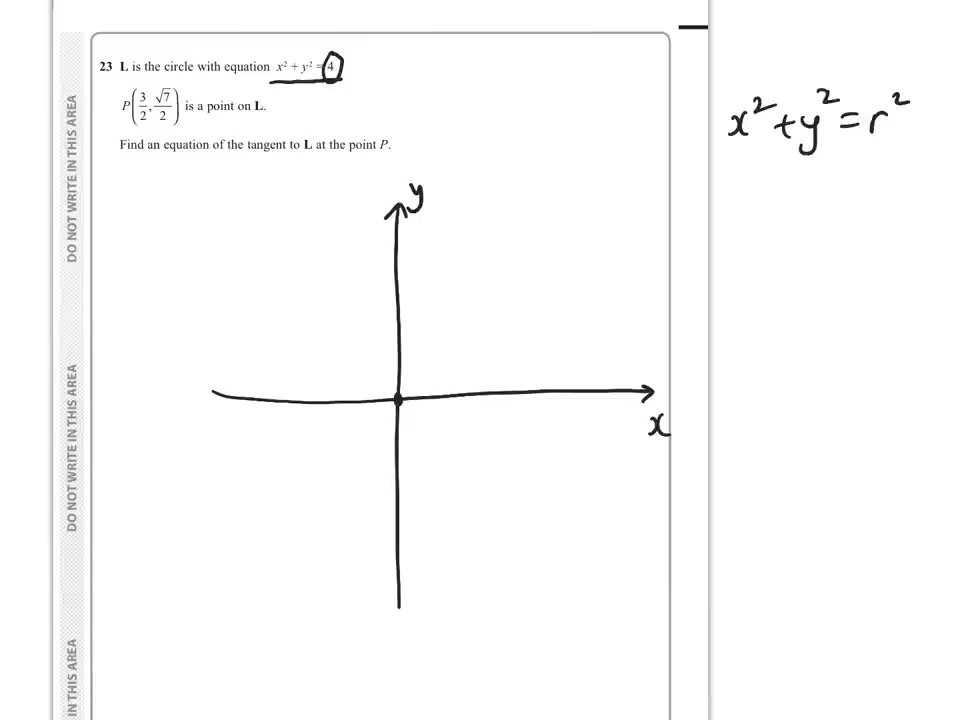 23 L is the circle with equation x² + y² = 4
P(3/2, √7/2) is a point on L.
Find an equation of the tangent to L at the point P.
x² + y² = r²
y
x
DO NOT WRITE IN THIS AREA
DO NOT WRITE IN THIS AREA
IN THIS AREA